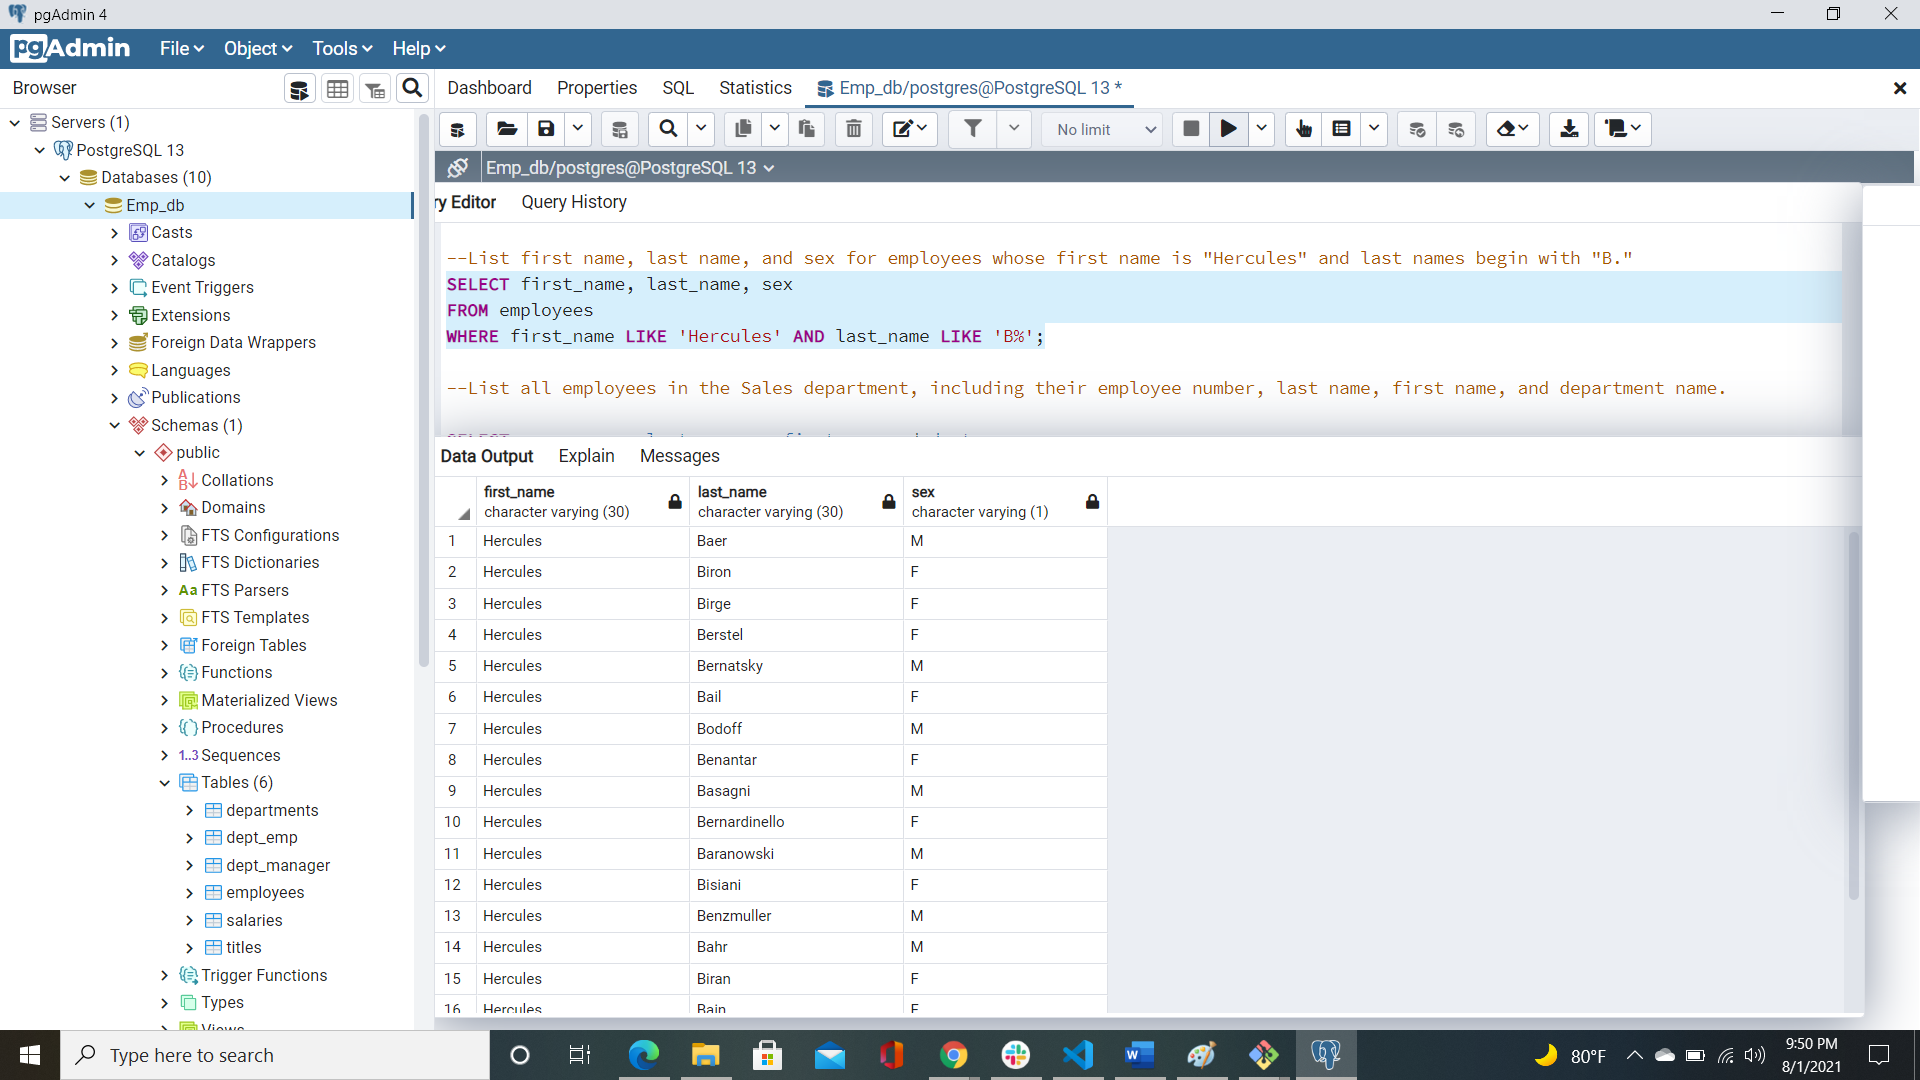 pgAdmin 4
pgAdmin File Object Tools Help
Browser
Dashboard Properties SQL Statistics Emp_db/postgres@PostgreSQL 13 *
No limit
Emp_db/postgres@PostgreSQL 13
Servers (1)
PostgreSQL 13
Databases (10)
Emp_db
Casts
Catalogs
Event Triggers
Extensions
Foreign Data Wrappers
Languages
Publications
Schemas (1)
public
Collations
Domains
FTS Configurations
FTS Dictionaries
Aa FTS Parsers
FTS Templates
Foreign Tables
Functions
Materialized Views
Procedures
1..3 Sequences
Tables (6)
departments
dept_emp
dept_manager
employees
salaries
titles
Trigger Functions
Types
Views
ry Editor Query History
--List first name, last name, and sex for employees whose first name is "Hercules" and last names begin with "B."
SELECT first_name, last_name, sex
FROM employees
WHERE first_name LIKE 'Hercules' AND last_name LIKE 'B%';
--List all employees in the Sales department, including their employee number, last name, first name, and department name.
Data Output Explain Messages
first_name last_name sex
character varying (30) character varying (30) character varying (1)
1 Hercules Baer M
2 Hercules Biron F
3 Hercules Birge F
4 Hercules Berstel F
5 Hercules Bernatsky M
6 Hercules Bail F
7 Hercules Bodoff M
8 Hercules Benantar F
9 Hercules Basagni M
10 Hercules Bernardinello F
11 Hercules Baranowski M
12 Hercules Bisiani F
13 Hercules Benzmuller M
14 Hercules Bahr M
15 Hercules Biran F
16 Hercules Bain F
Type here to search
80°F
9:50 PM
8/1/2021